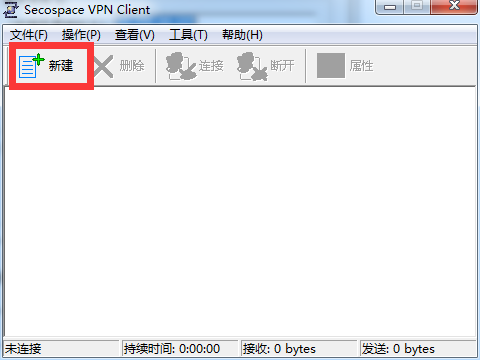 Secospace VPN Client
文件(F) 操作(P) 查看(V) 工具(T) 帮助(H)
新建 删除 连接 断开 属性
未连接 持续时间: 0:00:00 接收: 0 bytes 发送: 0 bytes